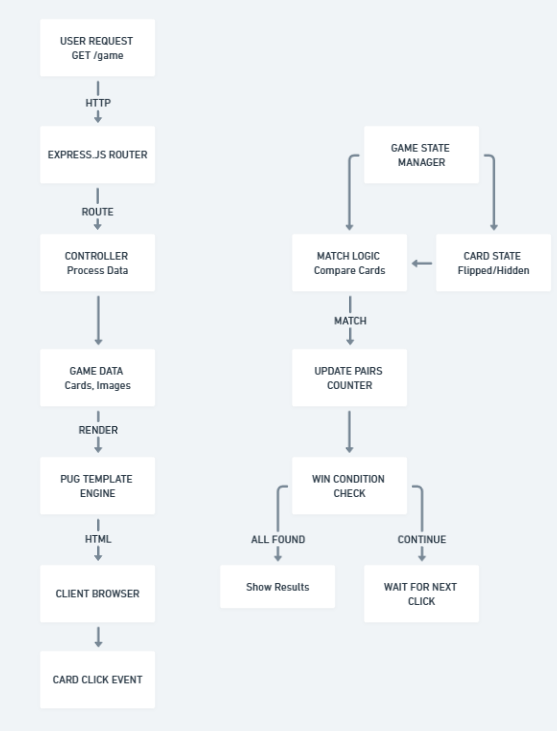 USER REQUEST
GET /game
HTTP
EXPRESS.JS ROUTER
ROUTE
CONTROLLER
Process Data
GAME DATA
Cards, Images
RENDER
PUG TEMPLATE
ENGINE
HTML
CLIENT BROWSER
CARD CLICK EVENT
GAME STATE
MANAGER
MATCH LOGIC
Compare Cards
CARD STATE
Flipped/Hidden
MATCH
UPDATE PAIRS
COUNTER
WIN CONDITION
CHECK
ALL FOUND
CONTINUE
Show Results
WAIT FOR NEXT
CLICK